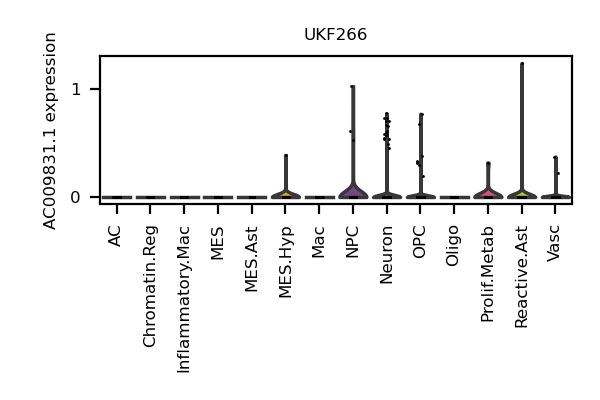 UKF266
AC009831.1 expression
1
0
AC
Chromatin.Reg
Inflammatory.Mac
MES
MES.Ast
MES.Hyp
Mac
NPC
Neuron
OPC
Oligo
Prolif.Metab
Reactive.Ast
Vasc